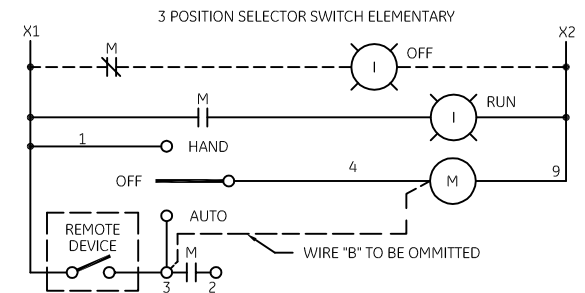 3 POSITION SELECTOR SWITCH ELEMENTARY
X1
X2
M
I
OFF
M
I
RUN
1
HAND
OFF
4
M
9
AUTO
REMOTE
DEVICE
M
WIRE "B" TO BE OMMITTED
3
2